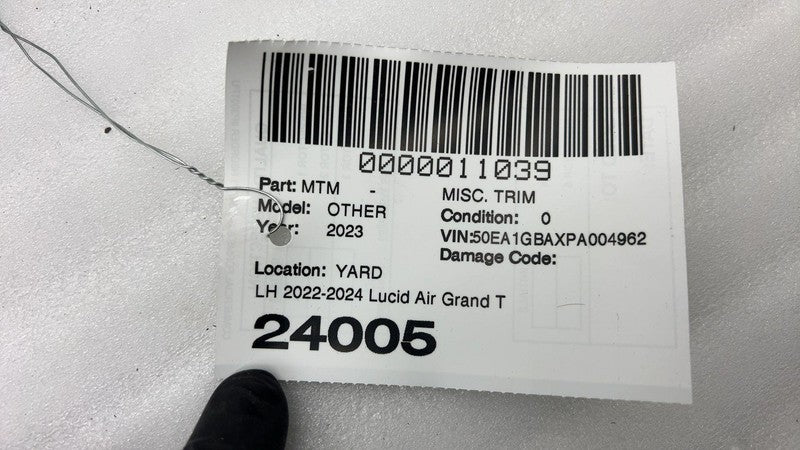 0000011039
Part: MTM - MISC. TRIM
Model: OTHER Condition: 0
Year: 2023 VIN:50EA1GBAXPA004962
Damage Code:
Location: YARD
LH 2022-2024 Lucid Air Grand T
24005